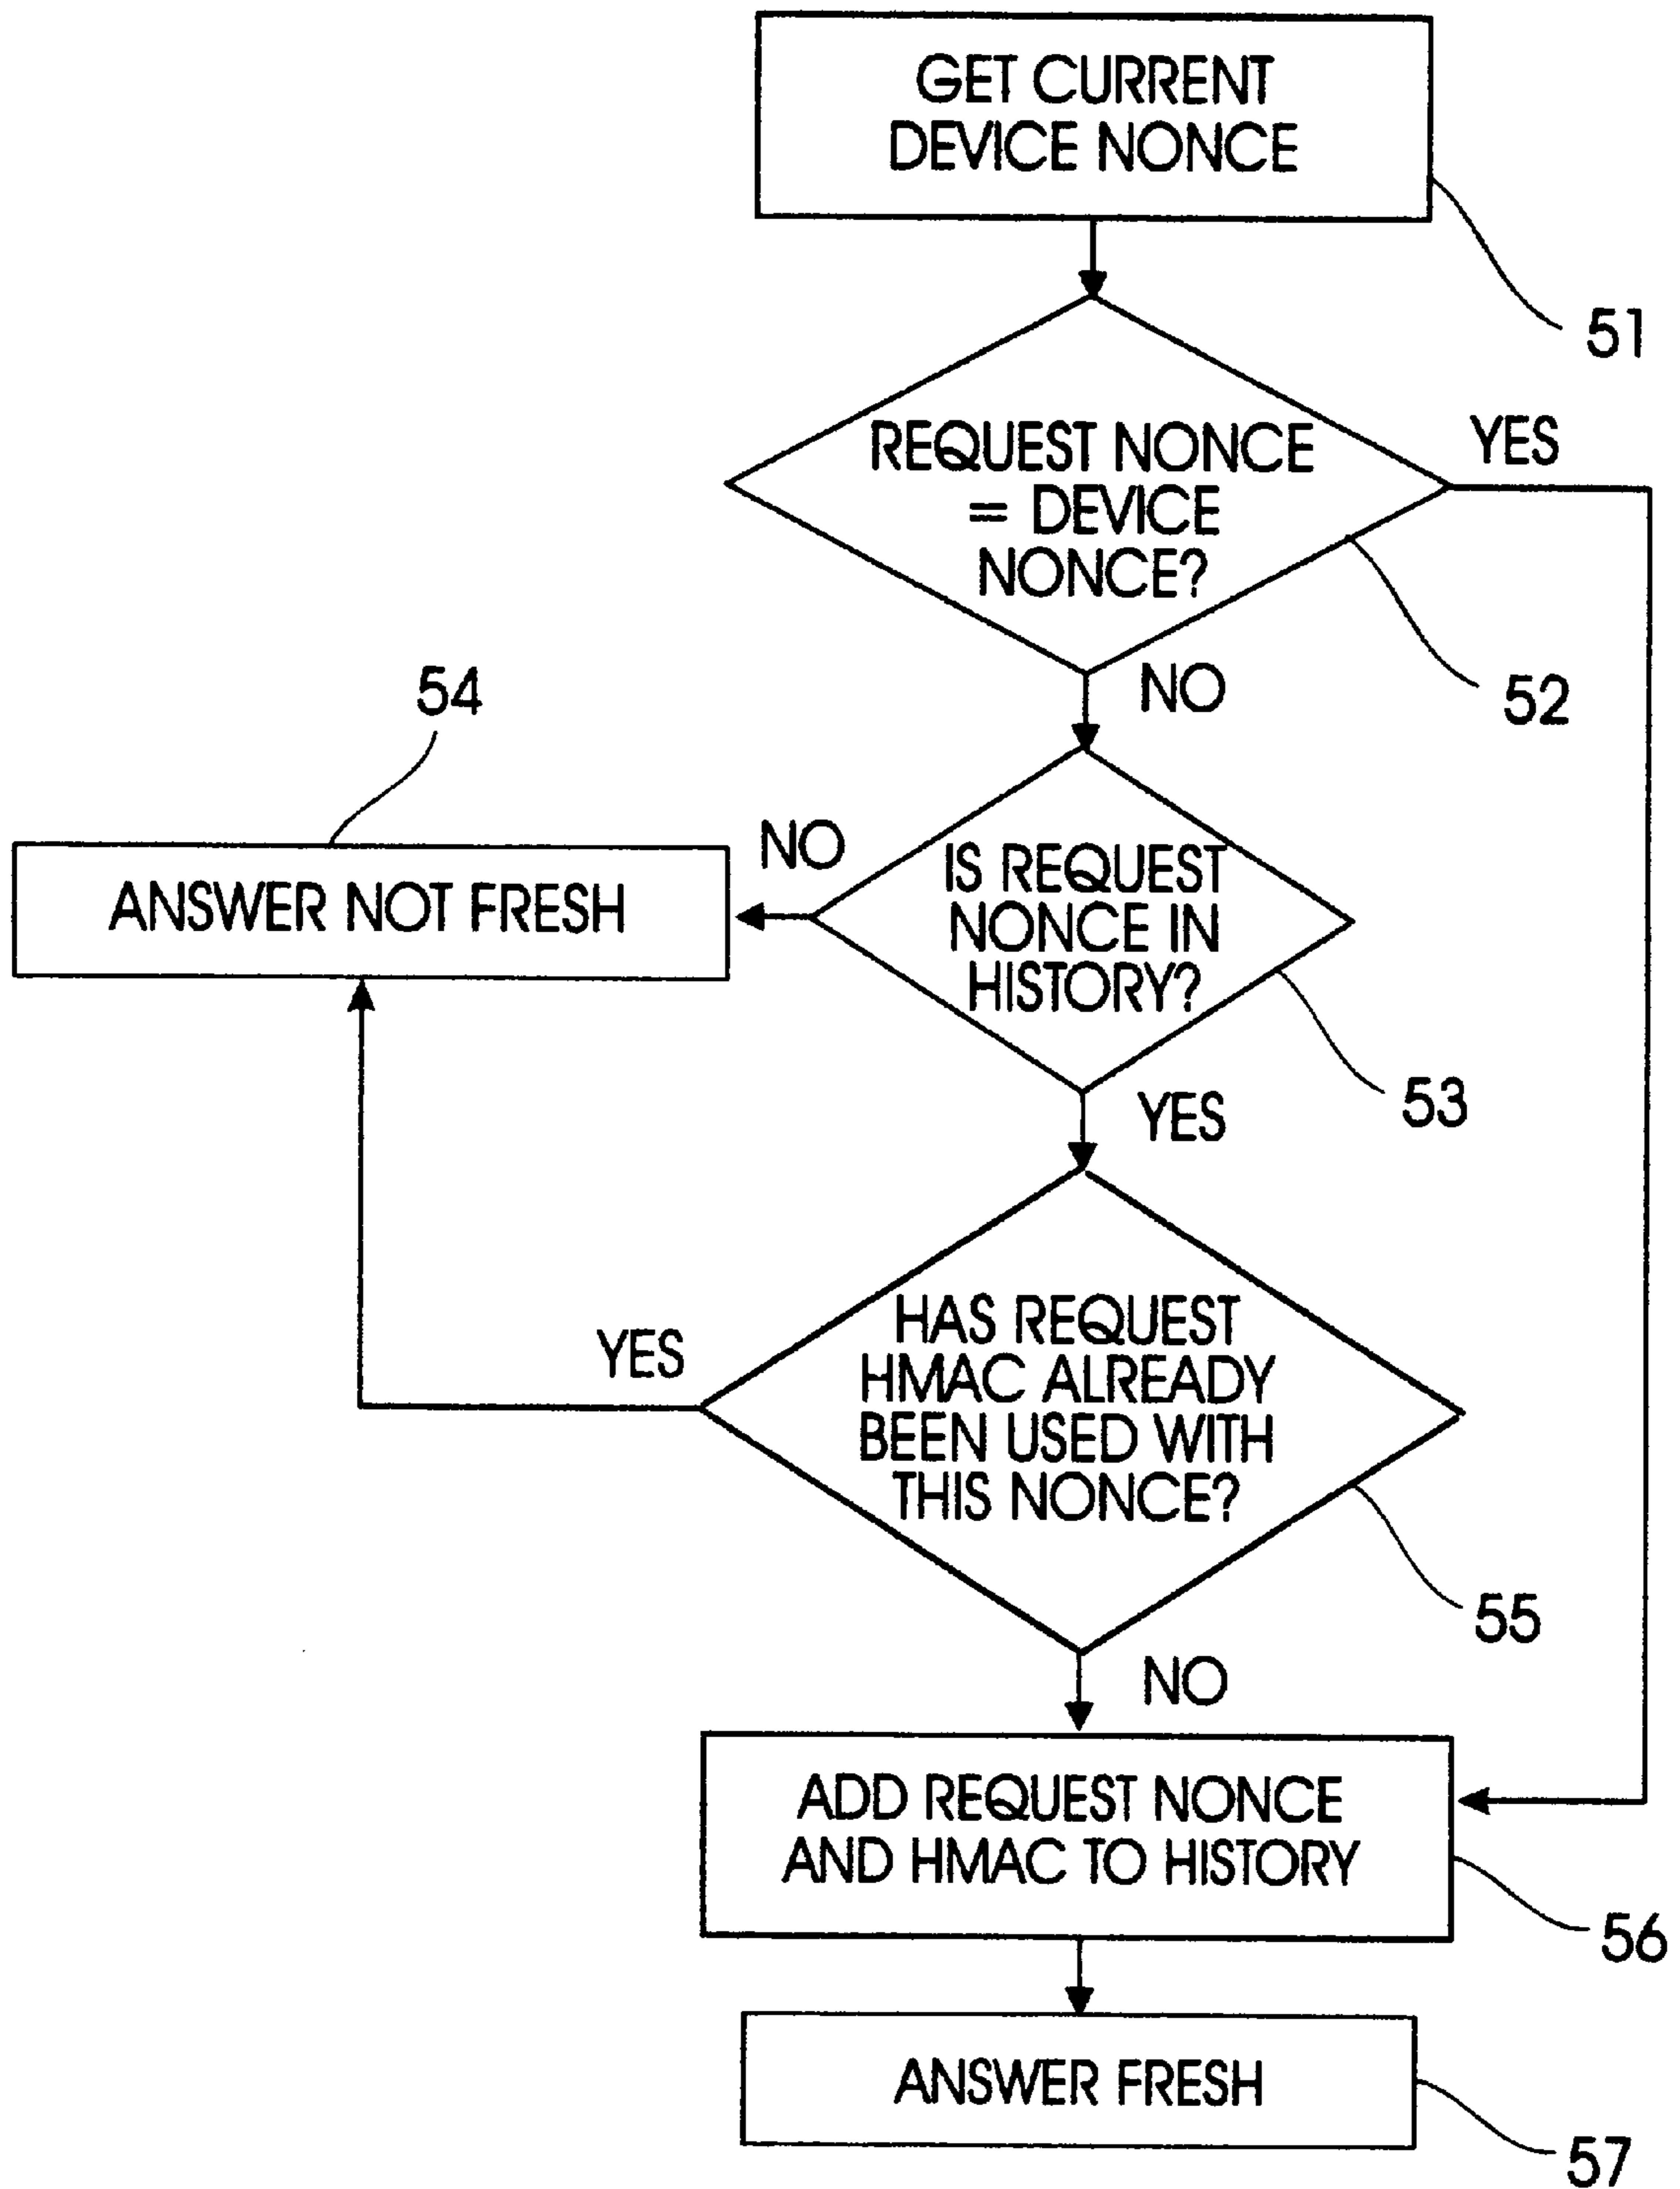 GET CURRENT
DEVICE NONCE
51
REQUEST NONCE
= DEVICE
NONCE?
YES
52
NO
54
ANSWER NOT FRESH
NO
IS REQUEST
NONCE IN
HISTORY?
53
YES
HAS REQUEST
HMAC ALREADY
BEEN USED WITH
THIS NONCE?
YES
55
NO
ADD REQUEST NONCE
AND HMAC TO HISTORY
56
ANSWER FRESH
57